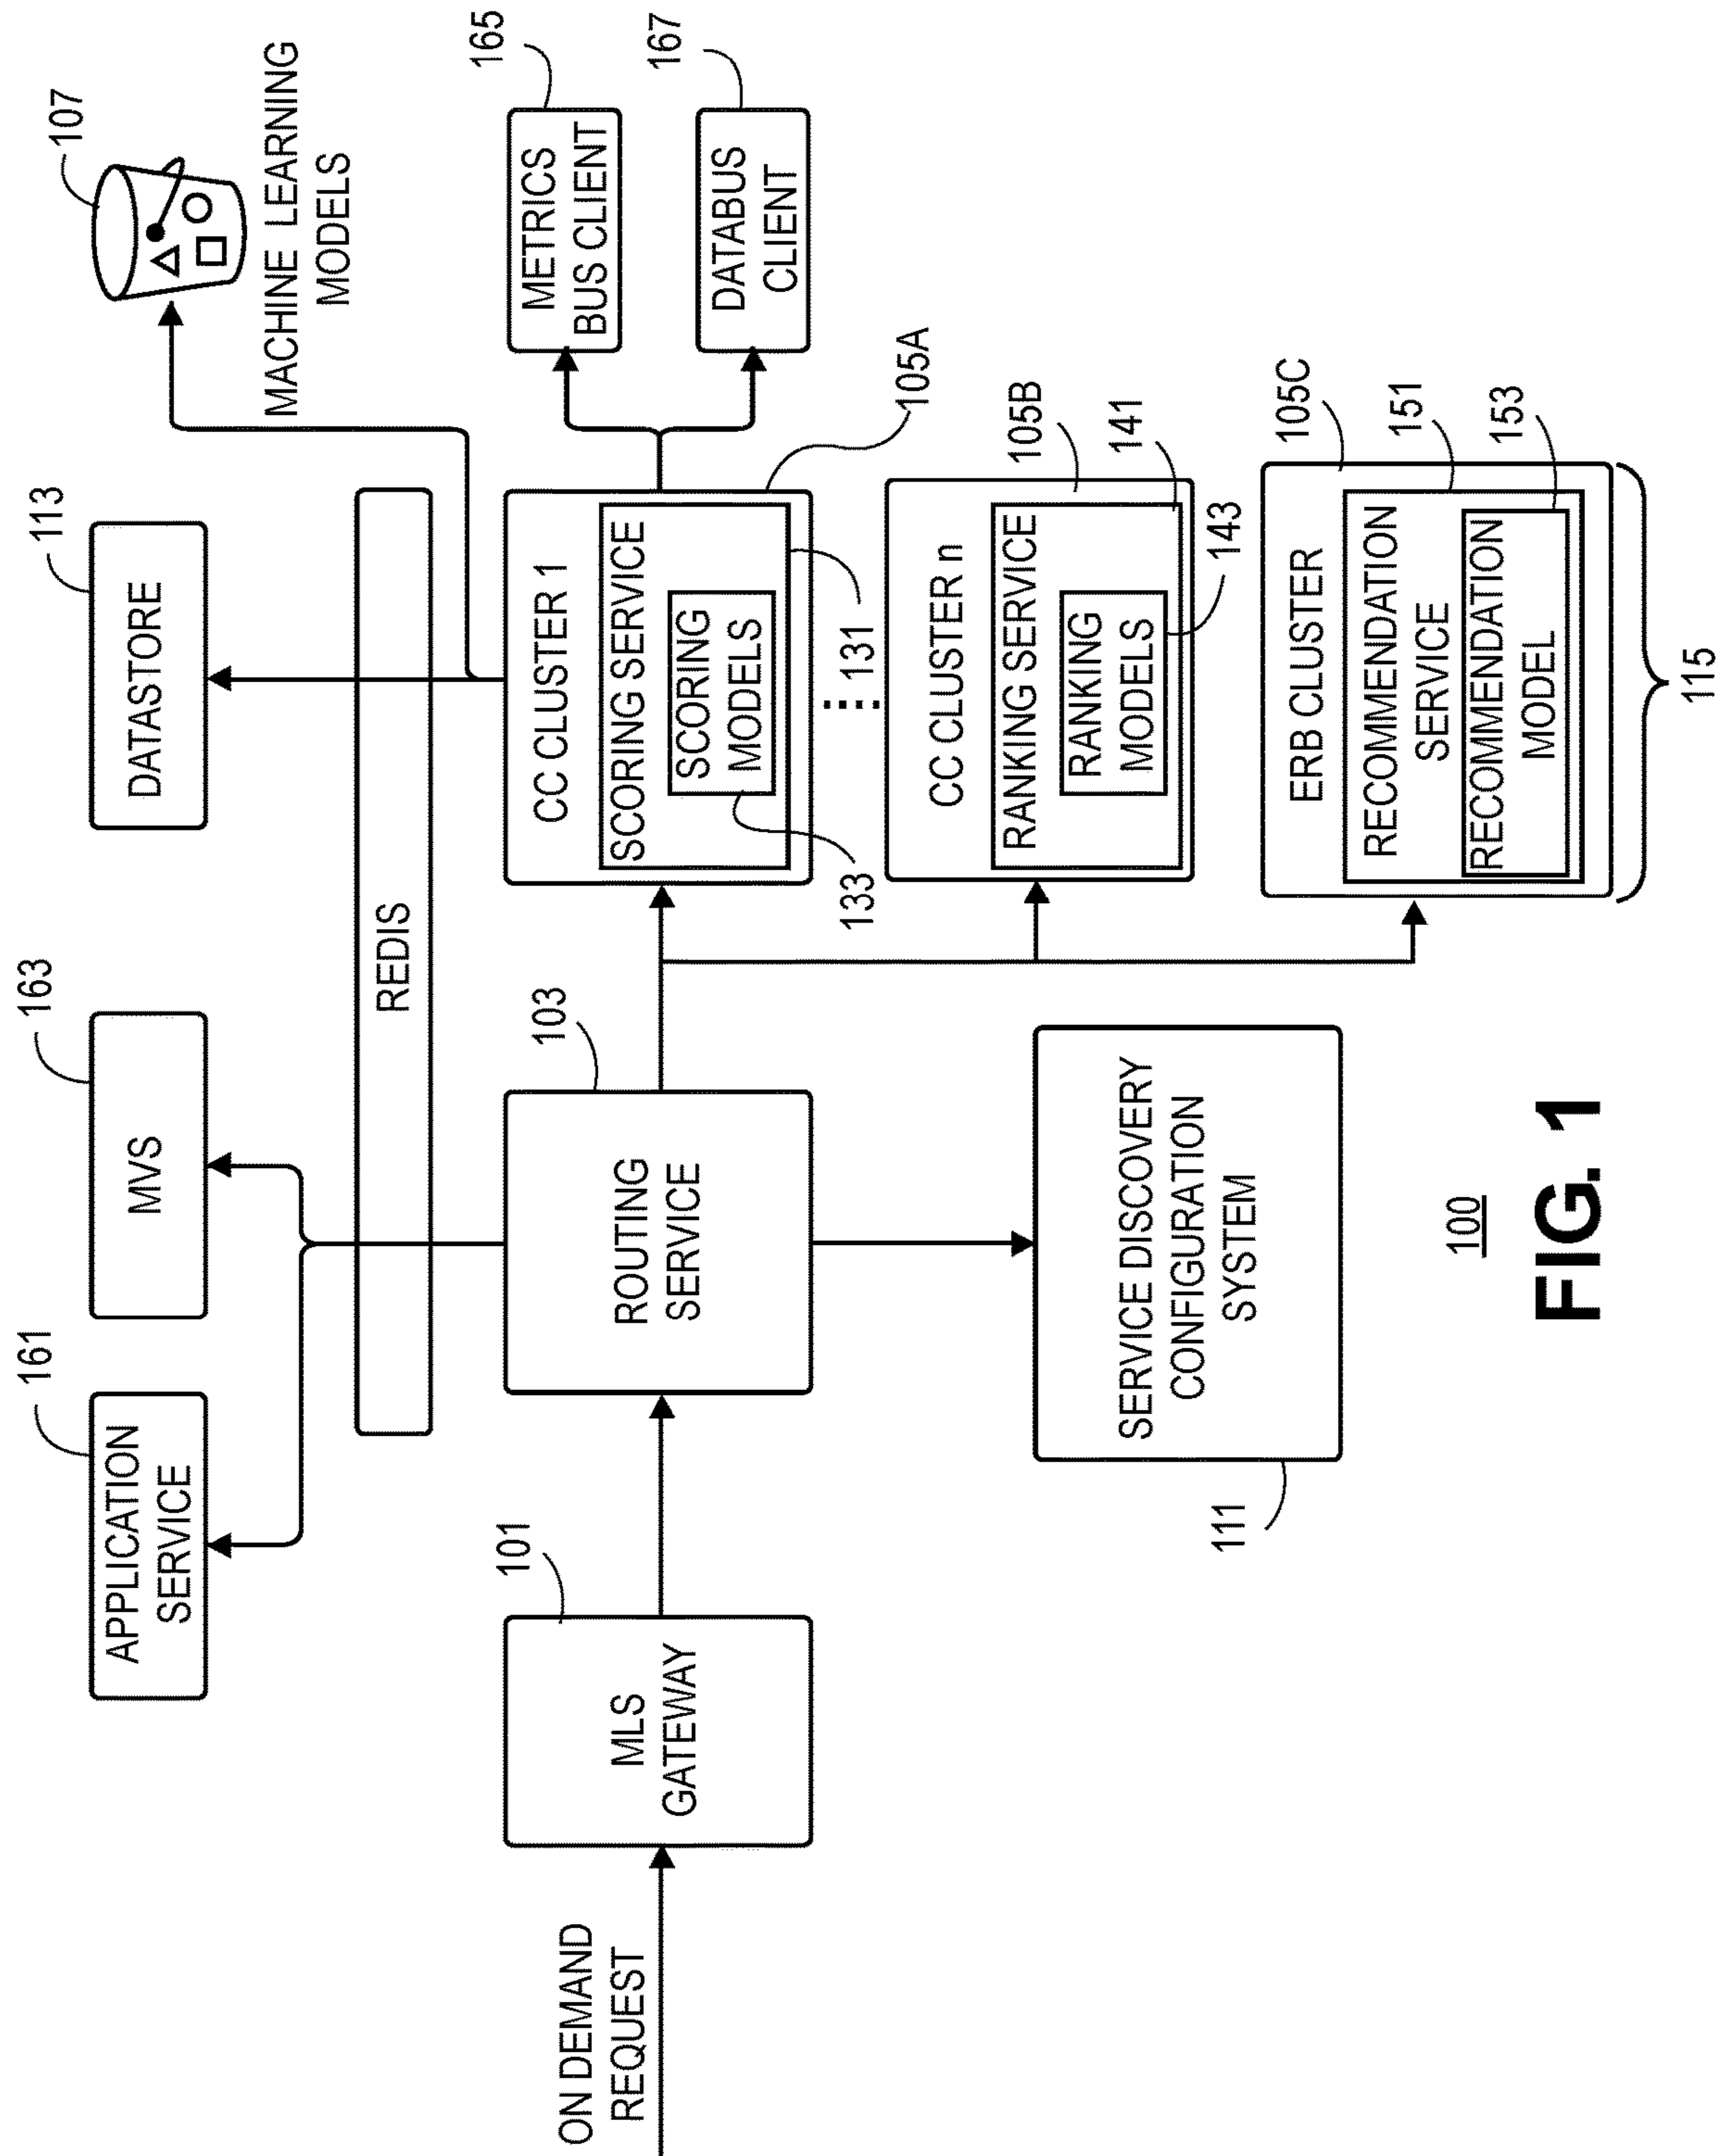 161
APPLICATION
SERVICE
163
MVS
113
DATASTORE
107
MACHINE LEARNING
MODELS
REDIS
ON DEMAND
REQUEST
101
MLS
GATEWAY
103
ROUTING
SERVICE
CC CLUSTER 1
SCORING SERVICE
SCORING
MODELS
133
131
105A
165
METRICS
BUS CLIENT
167
DATABUS
CLIENT
111
SERVICE DISCOVERY
CONFIGURATION
SYSTEM
CC CLUSTER n
RANKING SERVICE
RANKING
MODELS
105B
141
143
ERB CLUSTER
RECOMMENDATION
SERVICE
RECOMMENDATION
MODEL
105C
151
153
115
100
FIG. 1